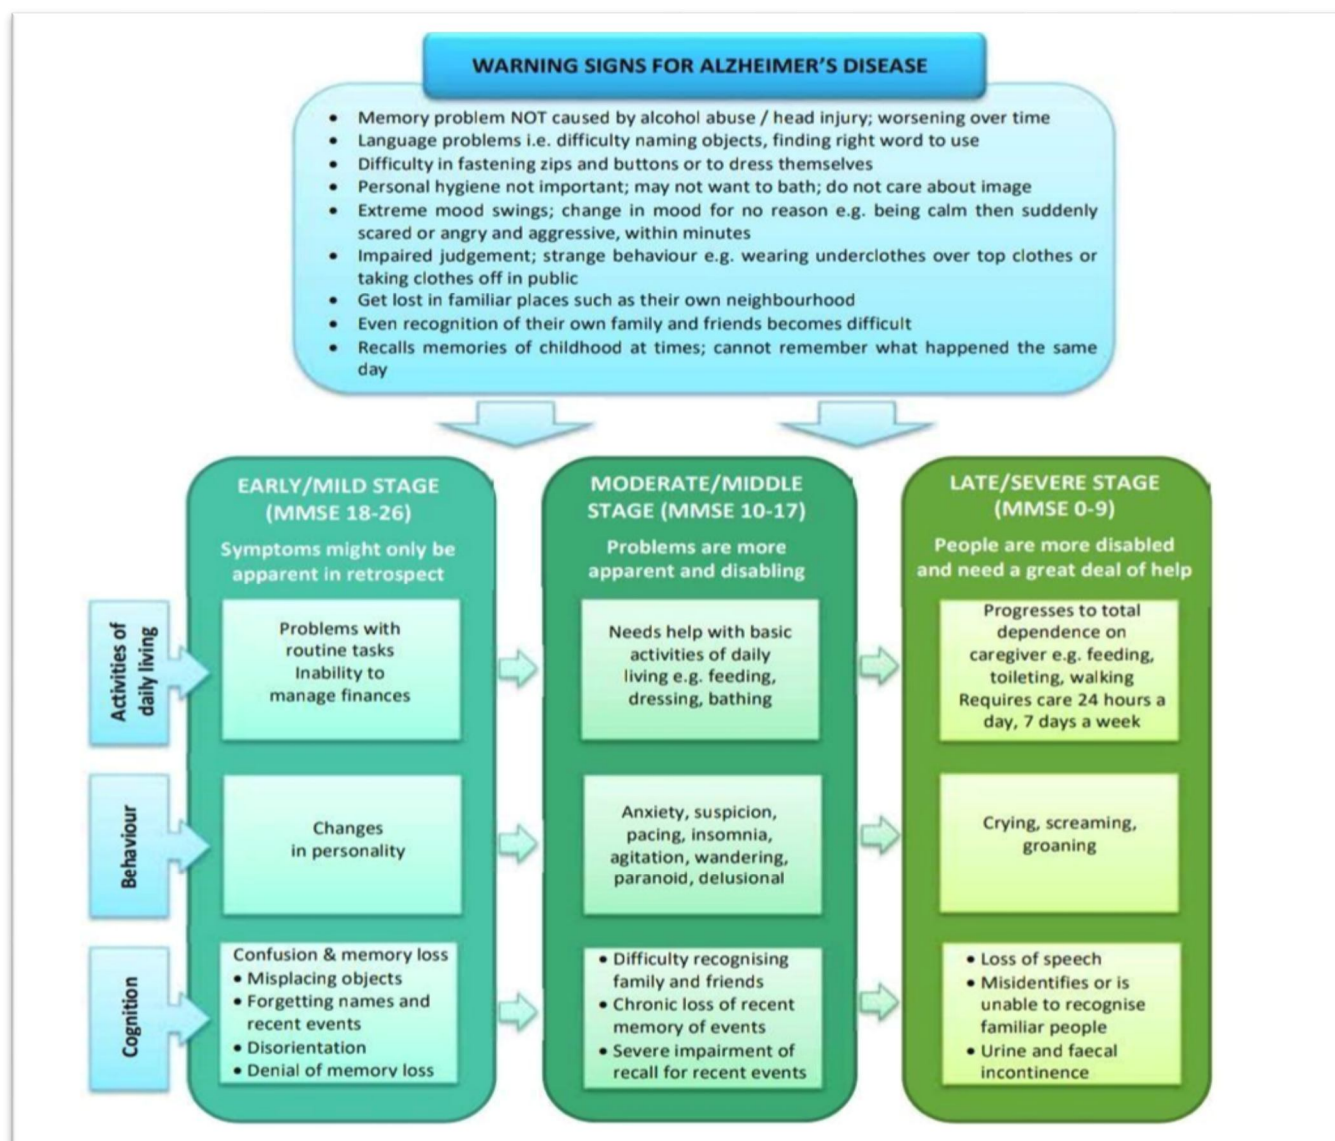 WARNING SIGNS FOR ALZHEIMER'S DISEASE
• Memory problem NOT caused by alcohol abuse / head injury; worsening over time
• Language problems i.e. difficulty naming objects, finding right word to use
• Difficulty in fastening zips and buttons or to dress themselves
• Personal hygiene not important; may not want to bath; do not care about image
• Extreme mood swings; change in mood for no reason e.g. being calm then suddenly
scared or angry and aggressive, within minutes
• Impaired judgement; strange behaviour e.g. wearing underclothes over top clothes or
taking clothes off in public
• Get lost in familiar places such as their own neighbourhood
• Even recognition of their own family and friends becomes difficult
• Recalls memories of childhood at times; cannot remember what happened the same
day
EARLY/MILD STAGE
(MMSE 18-26)
Symptoms might only be
apparent in retrospect
MODERATE/MIDDLE
STAGE (MMSE 10-17)
Problems are more
apparent and disabling
LATE/SEVERE STAGE
(MMSE 0-9)
People are more disabled
and need a great deal of help
Activities of
daily living
Problems with
routine tasks
Inability to
manage finances
Needs help with basic
activities of daily
living e.g. feeding,
dressing, bathing
Progresses to total
dependence on
caregiver e.g. feeding,
toileting, walking
Requires care 24 hours a
day, 7 days a week
Behaviour
Changes
in personality
Anxiety, suspicion,
pacing, insomnia,
agitation, wandering,
paranoid, delusional
Crying, screaming,
groaning
Cognition
Confusion & memory loss
• Misplacing objects
• Forgetting names and
recent events
• Disorientation
• Denial of memory loss
• Difficulty recognising
family and friends
• Chronic loss of recent
memory of events
• Severe impairment of
recall for recent events
• Loss of speech
• Misidentifies or is
unable to recognise
familiar people
• Urine and faecal
incontinence